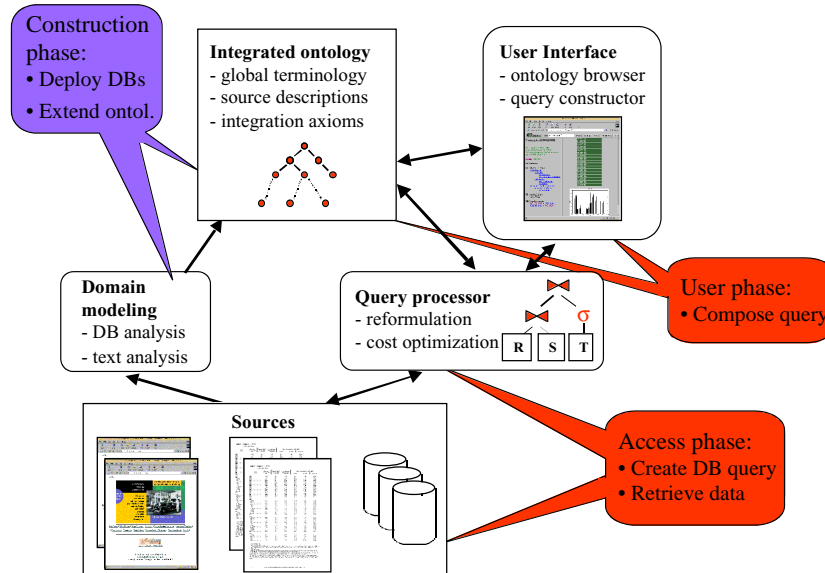 Construction
phase:
• Deploy DBs
• Extend ontol.
Integrated ontology
- global terminology
- source descriptions
- integration axioms
User Interface
- ontology browser
- query constructor
Domain
modeling
- DB analysis
- text analysis
Query processor
- reformulation
- cost optimization
σ
R S T
User phase:
• Compose query
Sources
Access phase:
• Create DB query
• Retrieve data